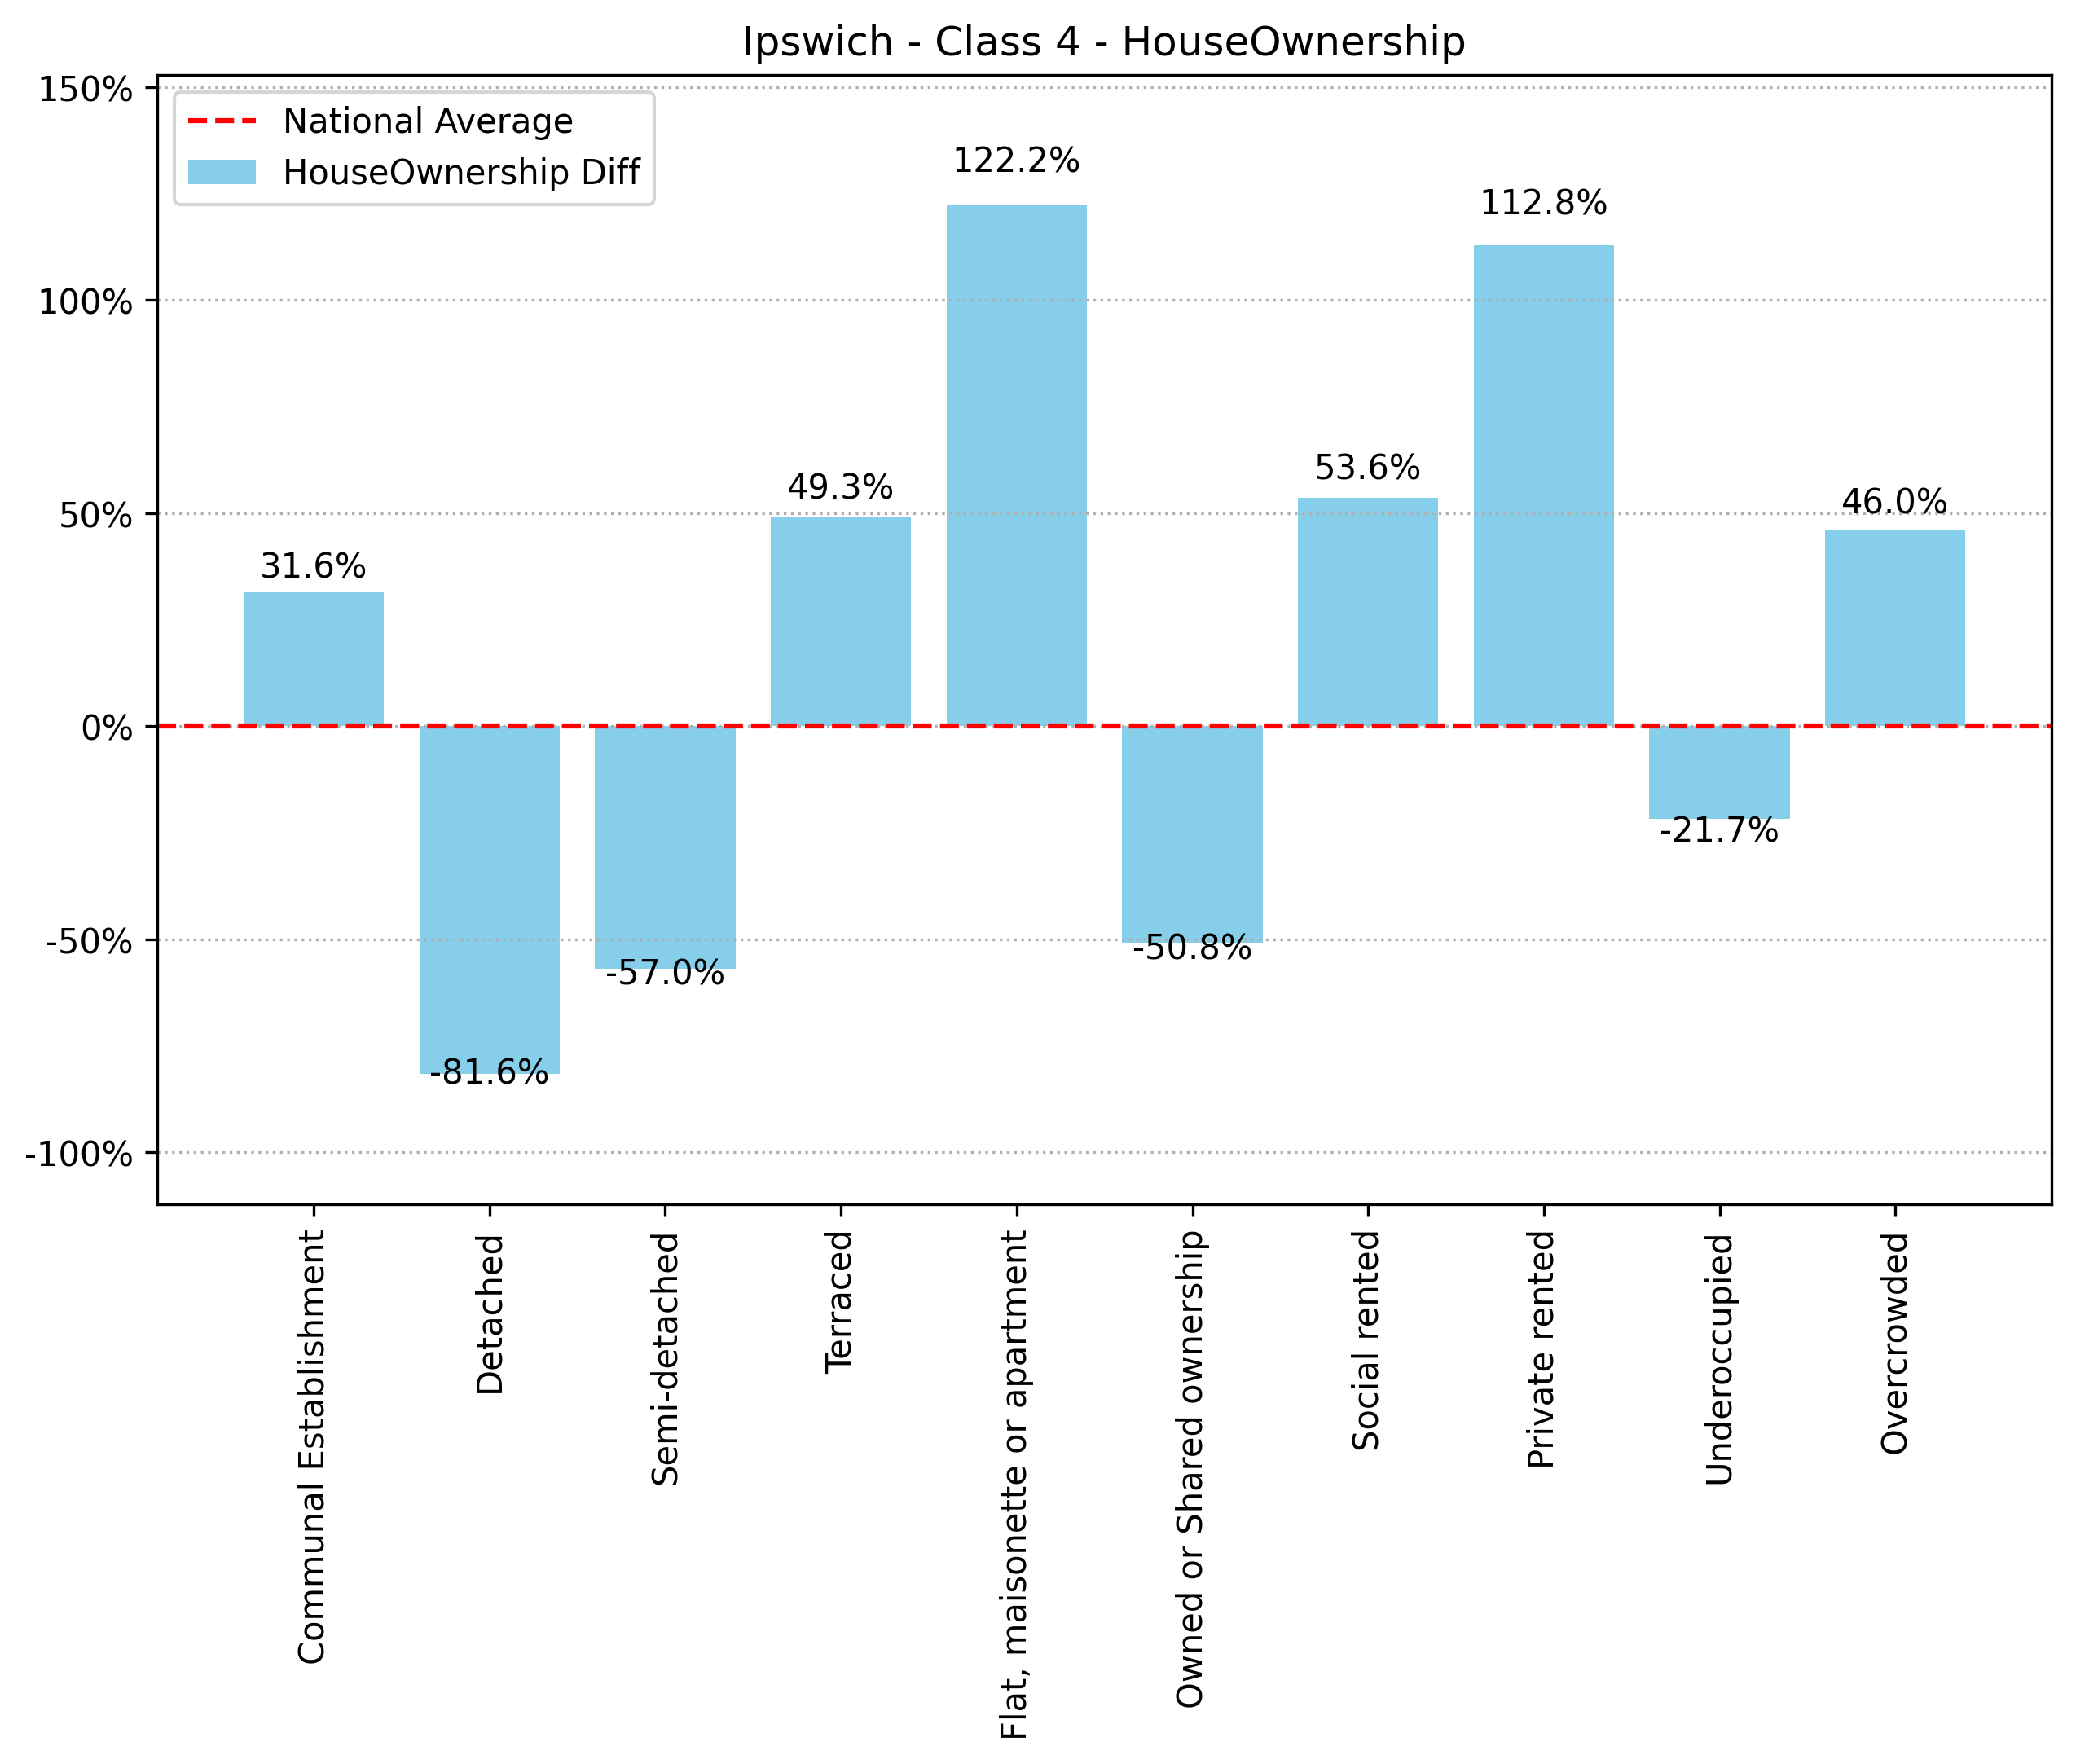 Ipswich - Class 4 - HouseOwnership
National Average
HouseOwnership Diff
150%
100%
50%
0%
-50%
-100%
31.6%
-81.6%
-57.0%
49.3%
122.2%
-50.8%
53.6%
112.8%
-21.7%
46.0%
Communal Establishment
Detached
Semi-detached
Terraced
Flat, maisonette or apartment
Owned or Shared ownership
Social rented
Private rented
Underoccupied
Overcrowded